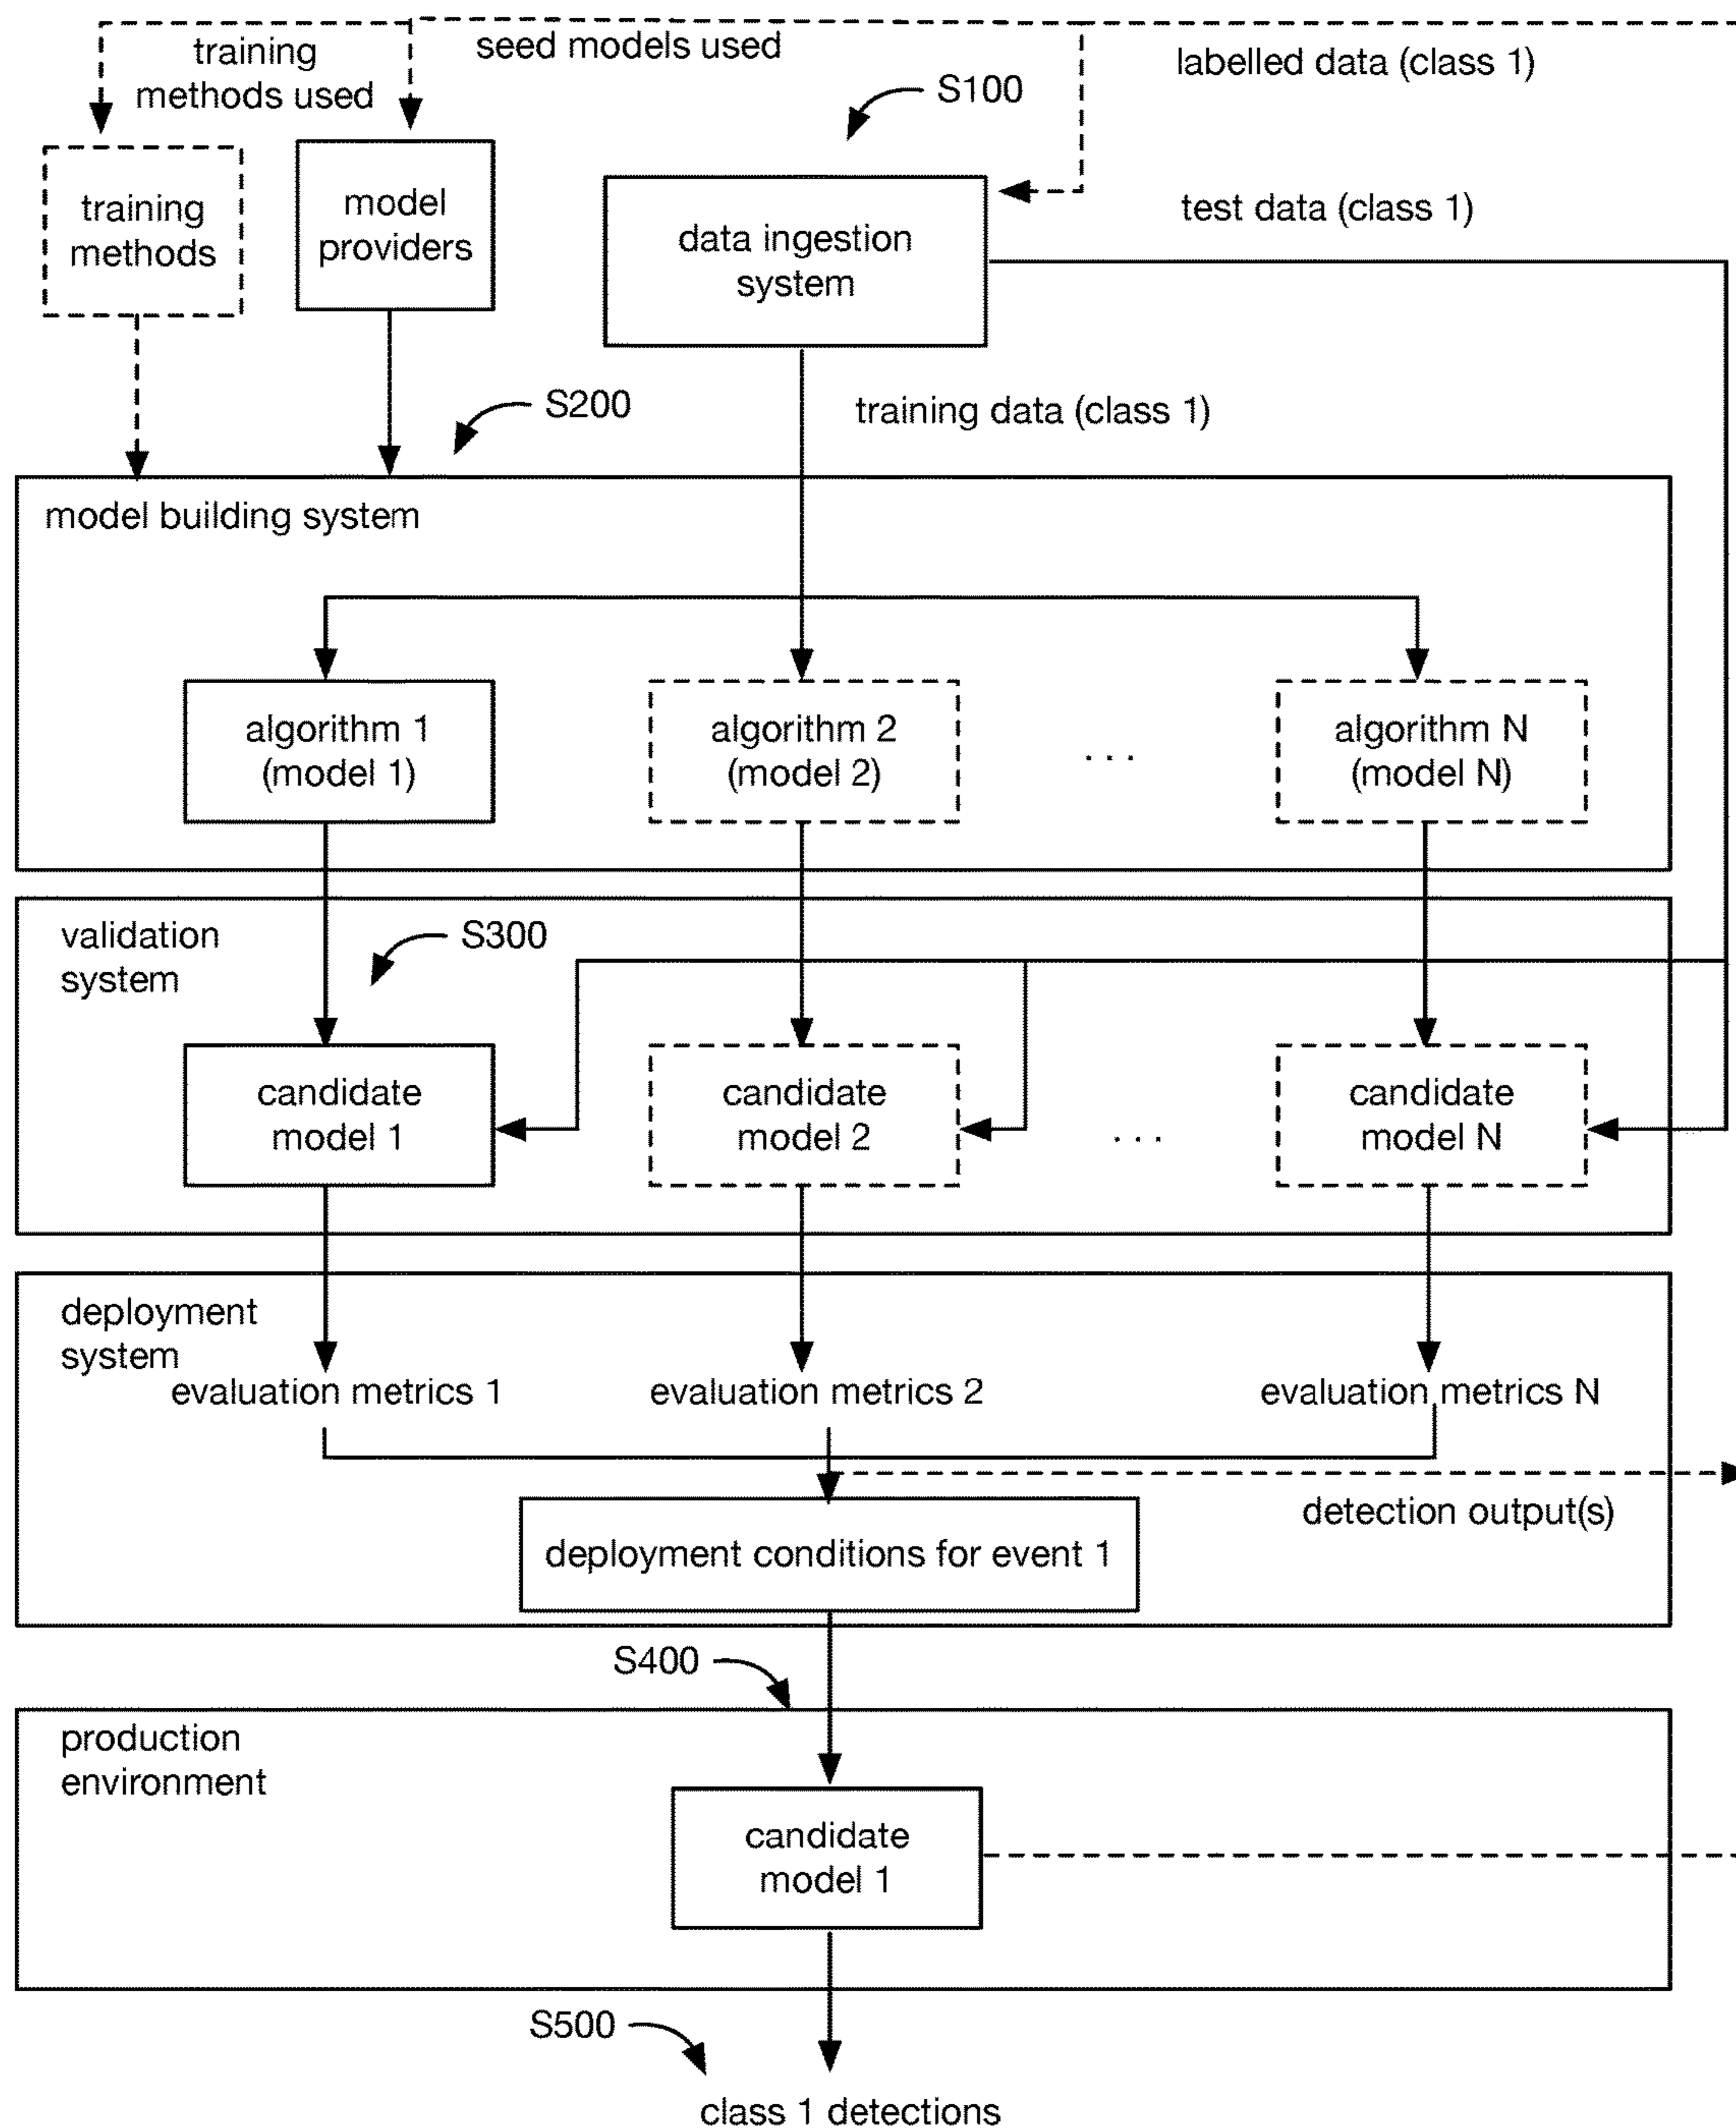 training
methods used
seed models used
labelled data (class 1)
S100
training
methods
model
providers
data ingestion
system
test data (class 1)
S200
training data (class 1)
model building system
algorithm 1
(model 1)
algorithm 2
(model 2)
. . .
algorithm N
(model N)
validation
system
S300
candidate
model 1
candidate
model 2
. . .
candidate
model N
deployment
system
evaluation metrics 1
evaluation metrics 2
evaluation metrics N
detection output(s)
deployment conditions for event 1
S400
production
environment
candidate
model 1
S500
class 1 detections